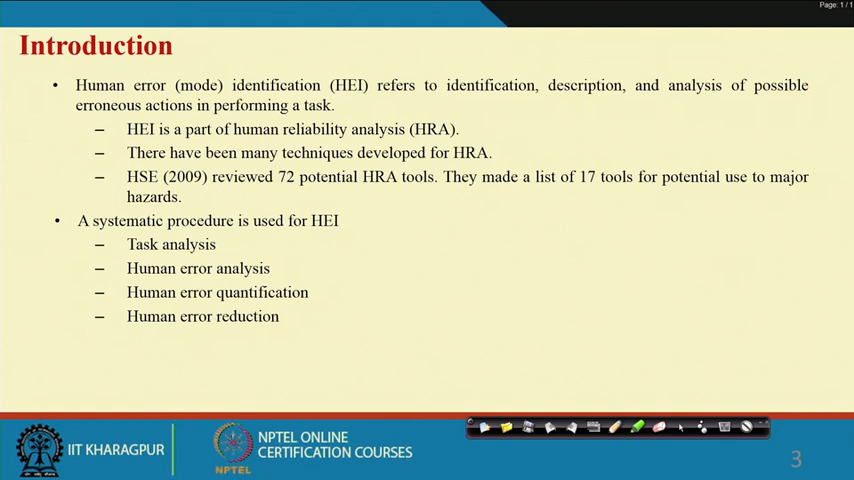 Page: 1 / 1
Introduction
• Human error (mode) identification (HEI) refers to identification, description, and analysis of possible
erroneous actions in performing a task.
– HEI is a part of human reliability analysis (HRA).
– There have been many techniques developed for HRA.
– HSE (2009) reviewed 72 potential HRA tools. They made a list of 17 tools for potential use to major
hazards.
• A systematic procedure is used for HEI
– Task analysis
– Human error analysis
– Human error quantification
– Human error reduction
IIT KHARAGPUR
NPTEL
NPTEL ONLINE
CERTIFICATION COURSES
3